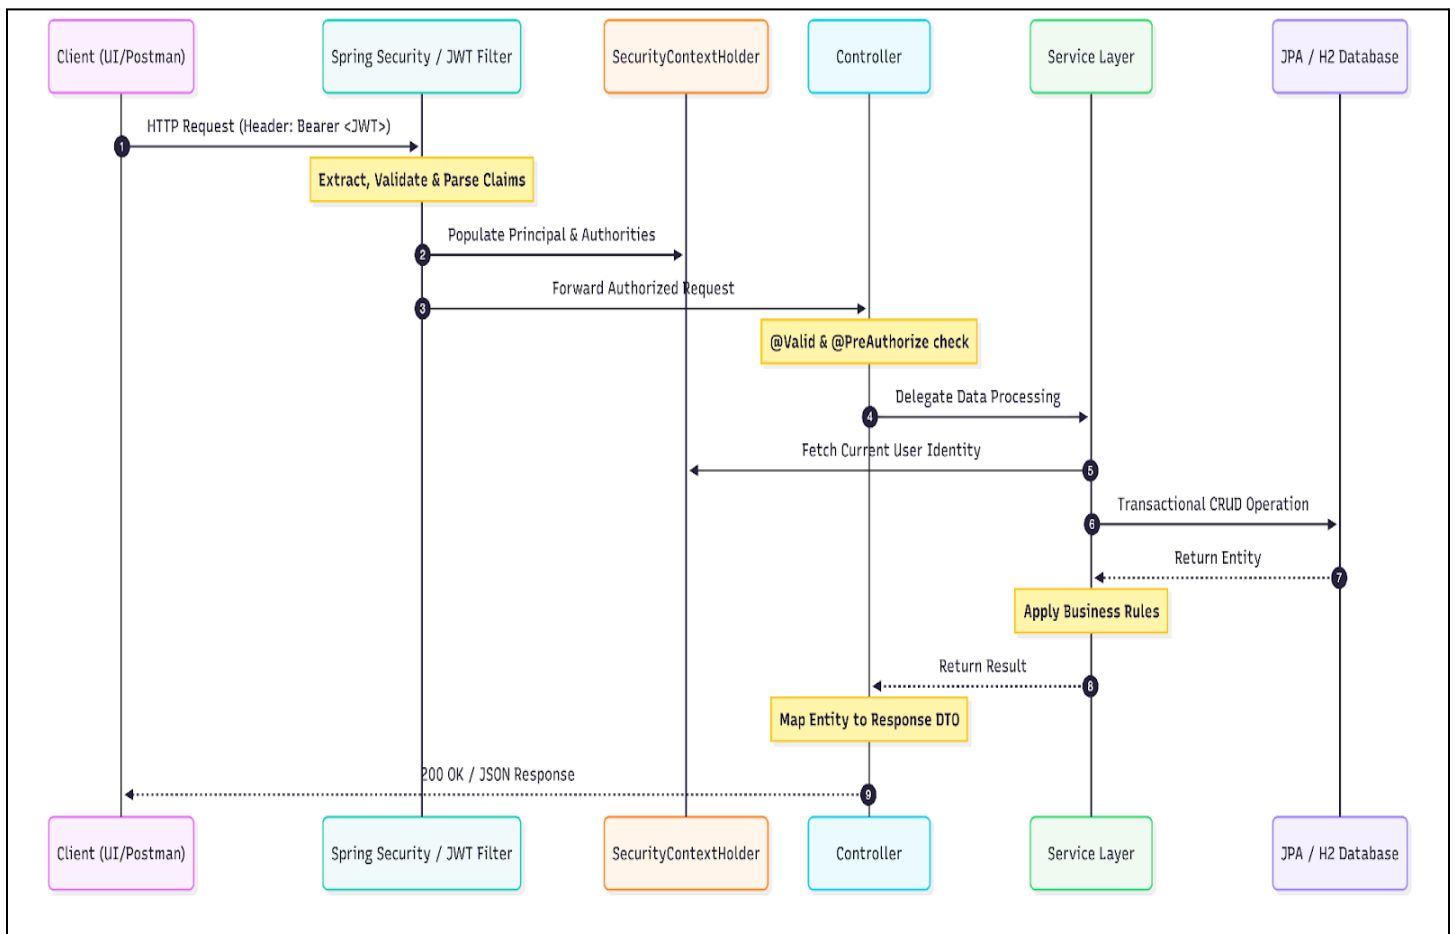 Client (UI/Postman)
Spring Security / JWT Filter
SecurityContextHolder
Controller
Service Layer
JPA / H2 Database
HTTP Request (Header: Bearer <JWT>)
1
Extract, Validate & Parse Claims
Populate Principal & Authorities
2
Forward Authorized Request
3
@Valid & @PreAuthorize check
Delegate Data Processing
4
Fetch Current User Identity
5
Transactional CRUD Operation
6
Return Entity
7
Apply Business Rules
Return Result
8
Map Entity to Response DTO
200 OK / JSON Response
9
Client (UI/Postman)
Spring Security / JWT Filter
SecurityContextHolder
Controller
Service Layer
JPA / H2 Database